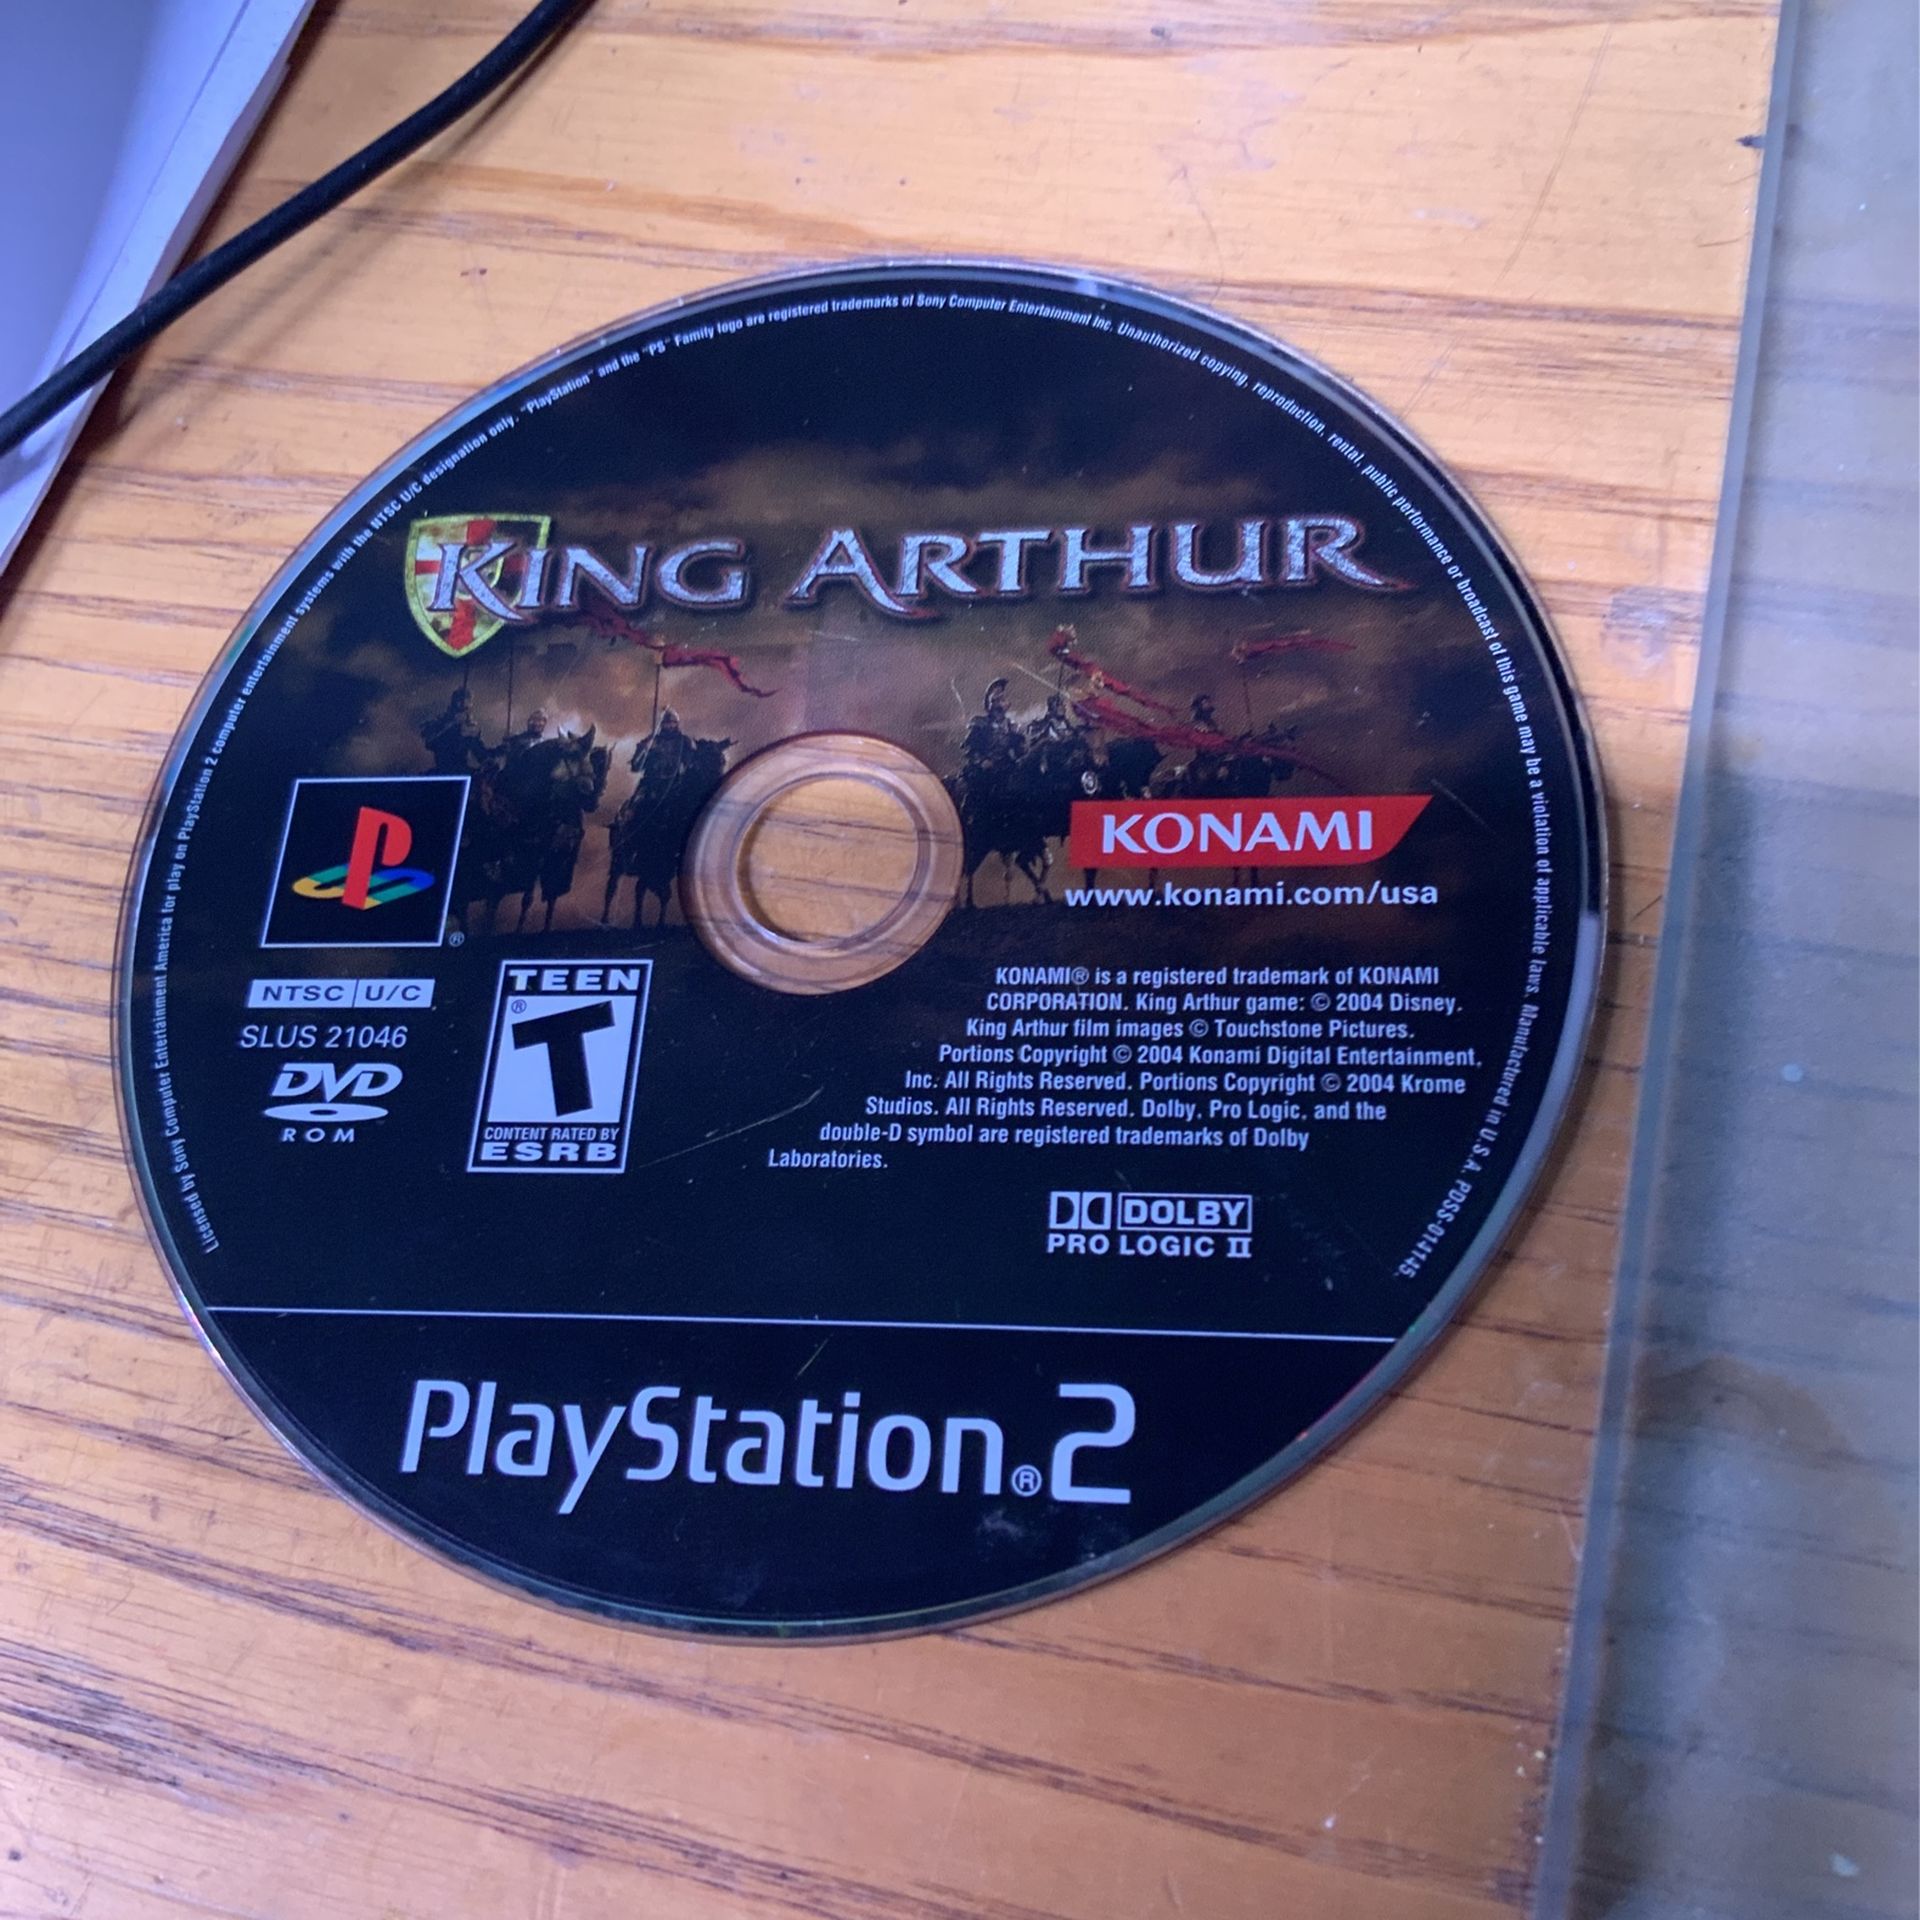 Licensed by Sony Computer Entertainment America for play on PlayStation 2 computer entertainment systems with the NTSC U/C designation only. "PlayStation" and the "PS" Family logo are registered trademarks of Sony Computer Entertainment Inc. Unauthorized copying, reproduction, rental, public performance or broadcast of this game may be a violation of applicable laws. Manufactured in U.S.A. PDSS-014145.
KING ARTHUR
KONAMI
www.konami.com/usa
®
NTSC U/C
SLUS 21046
DVD
ROM
TEEN
®
T
CONTENT RATED BY
ESRB
KONAMI® is a registered trademark of KONAMI
CORPORATION. King Arthur game: © 2004 Disney.
King Arthur film images © Touchstone Pictures.
Portions Copyright © 2004 Konami Digital Entertainment,
Inc. All Rights Reserved. Portions Copyright © 2004 Krome
Studios. All Rights Reserved. Dolby, Pro Logic, and the
double-D symbol are registered trademarks of Dolby
Laboratories.
DOLBY
PRO LOGIC II
PlayStation®2